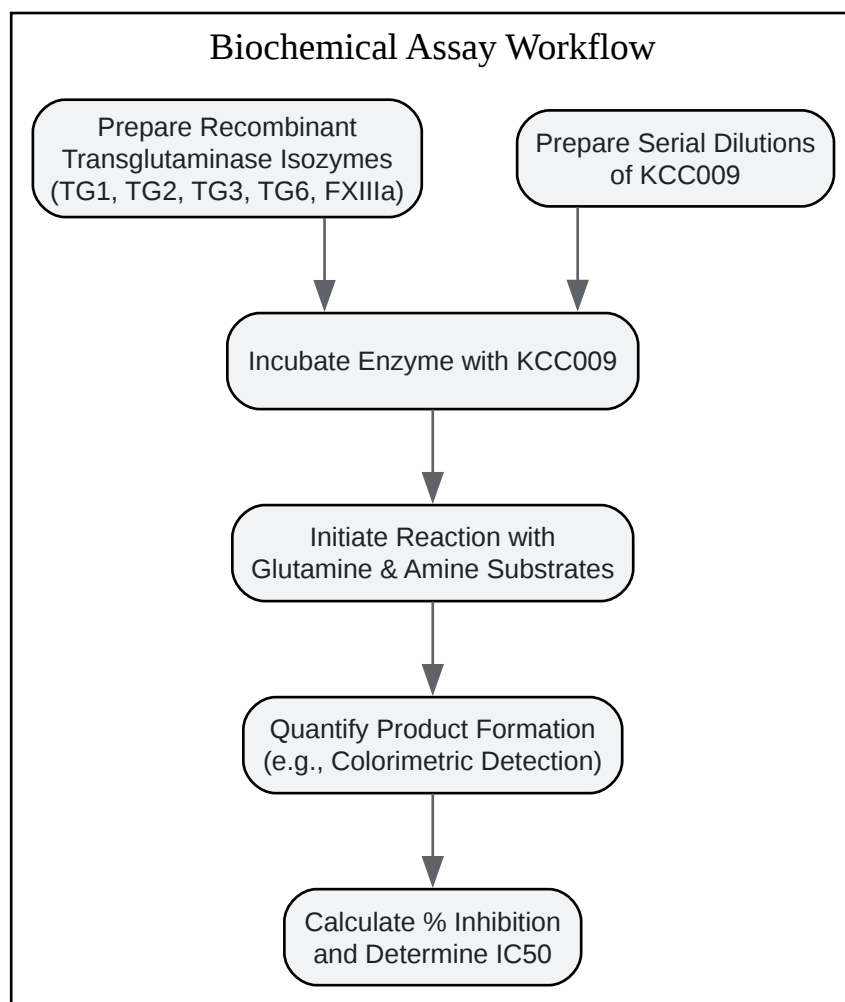 Biochemical Assay Workflow
Prepare Recombinant
Transglutaminase Isozymes
(TG1, TG2, TG3, TG6, FXIIIa)
Prepare Serial Dilutions
of KCC009
Incubate Enzyme with KCC009
Initiate Reaction with
Glutamine & Amine Substrates
Quantify Product Formation
(e.g., Colorimetric Detection)
Calculate % Inhibition
and Determine IC50